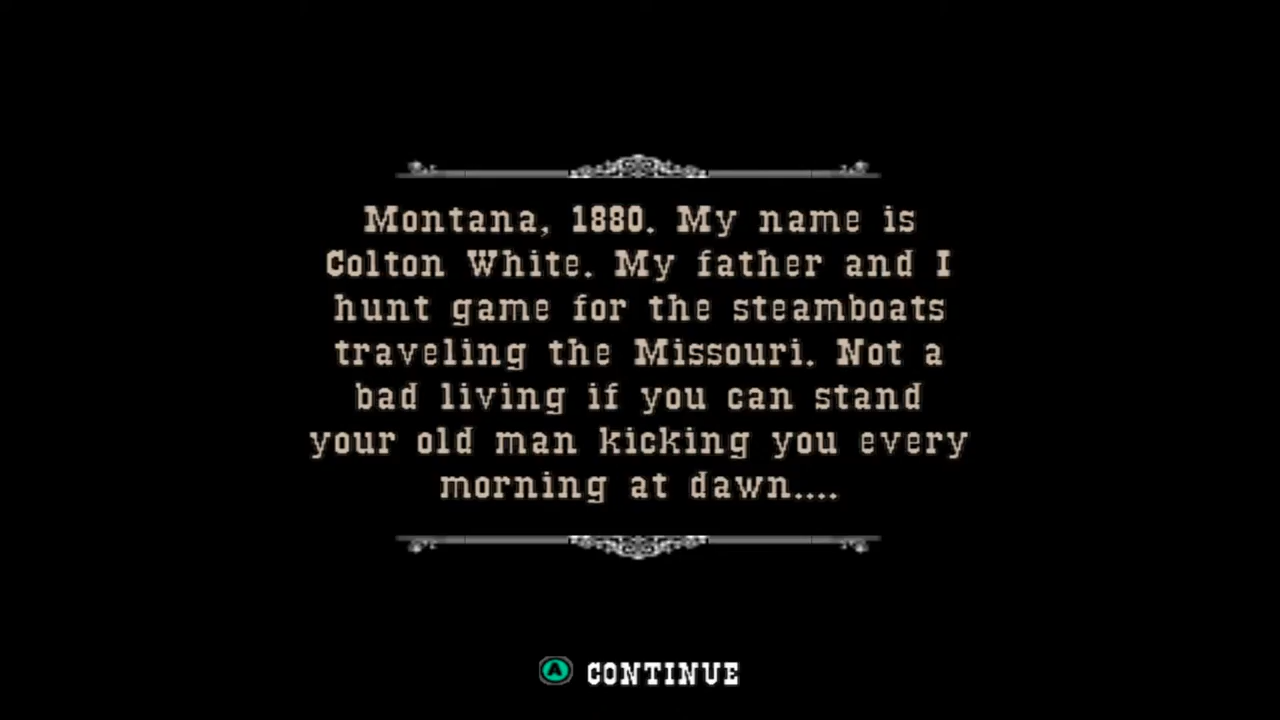 Montana, 1880. My name is
Colton White. My father and I
hunt game for the steamboats
traveling the Missouri. Not a
bad living if you can stand
your old man kicking you every
morning at dawn....
A CONTINUE